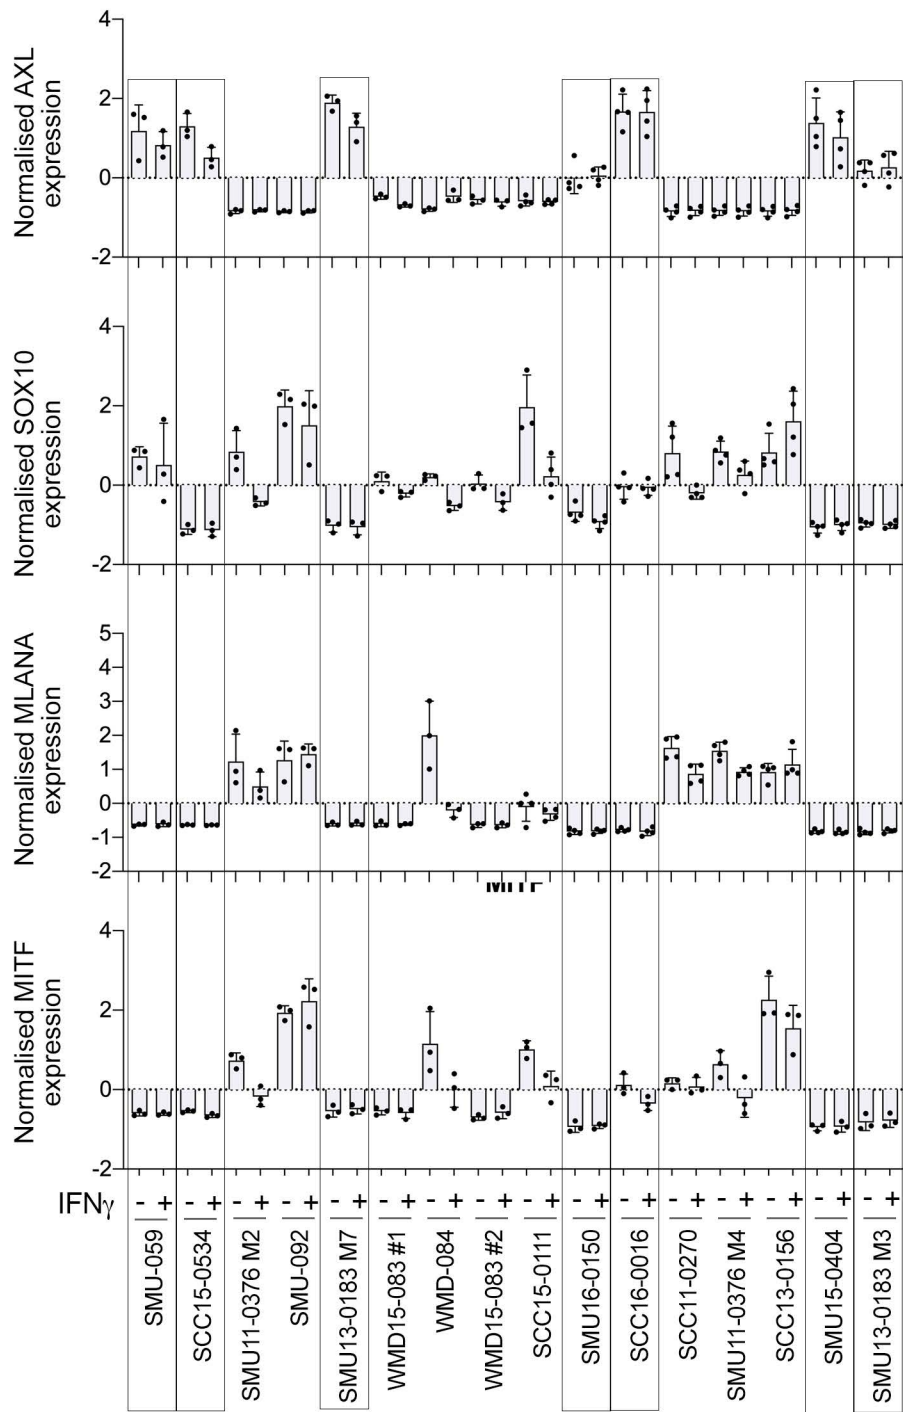 Normalised AXL
expression
4
2
0
-2
Normalised SOX10
expression
4
2
0
-2
Normalised MLANA
expression
5
4
3
2
1
0
-1
-2
MITF
Normalised MITF
expression
4
2
0
-2
IFNγ - + - + - + - + - + - + - + - + - + - + - + - + - + - + - + - +
SMU-059
SCC15-0534
SMU11-0376 M2
SMU-092
SMU13-0183 M7
WMD15-083 #1
WMD-084
WMD15-083 #2
SCC15-0111
SMU16-0150
SCC16-0016
SCC11-0270
SMU11-0376 M4
SCC13-0156
SMU15-0404
SMU13-0183 M3